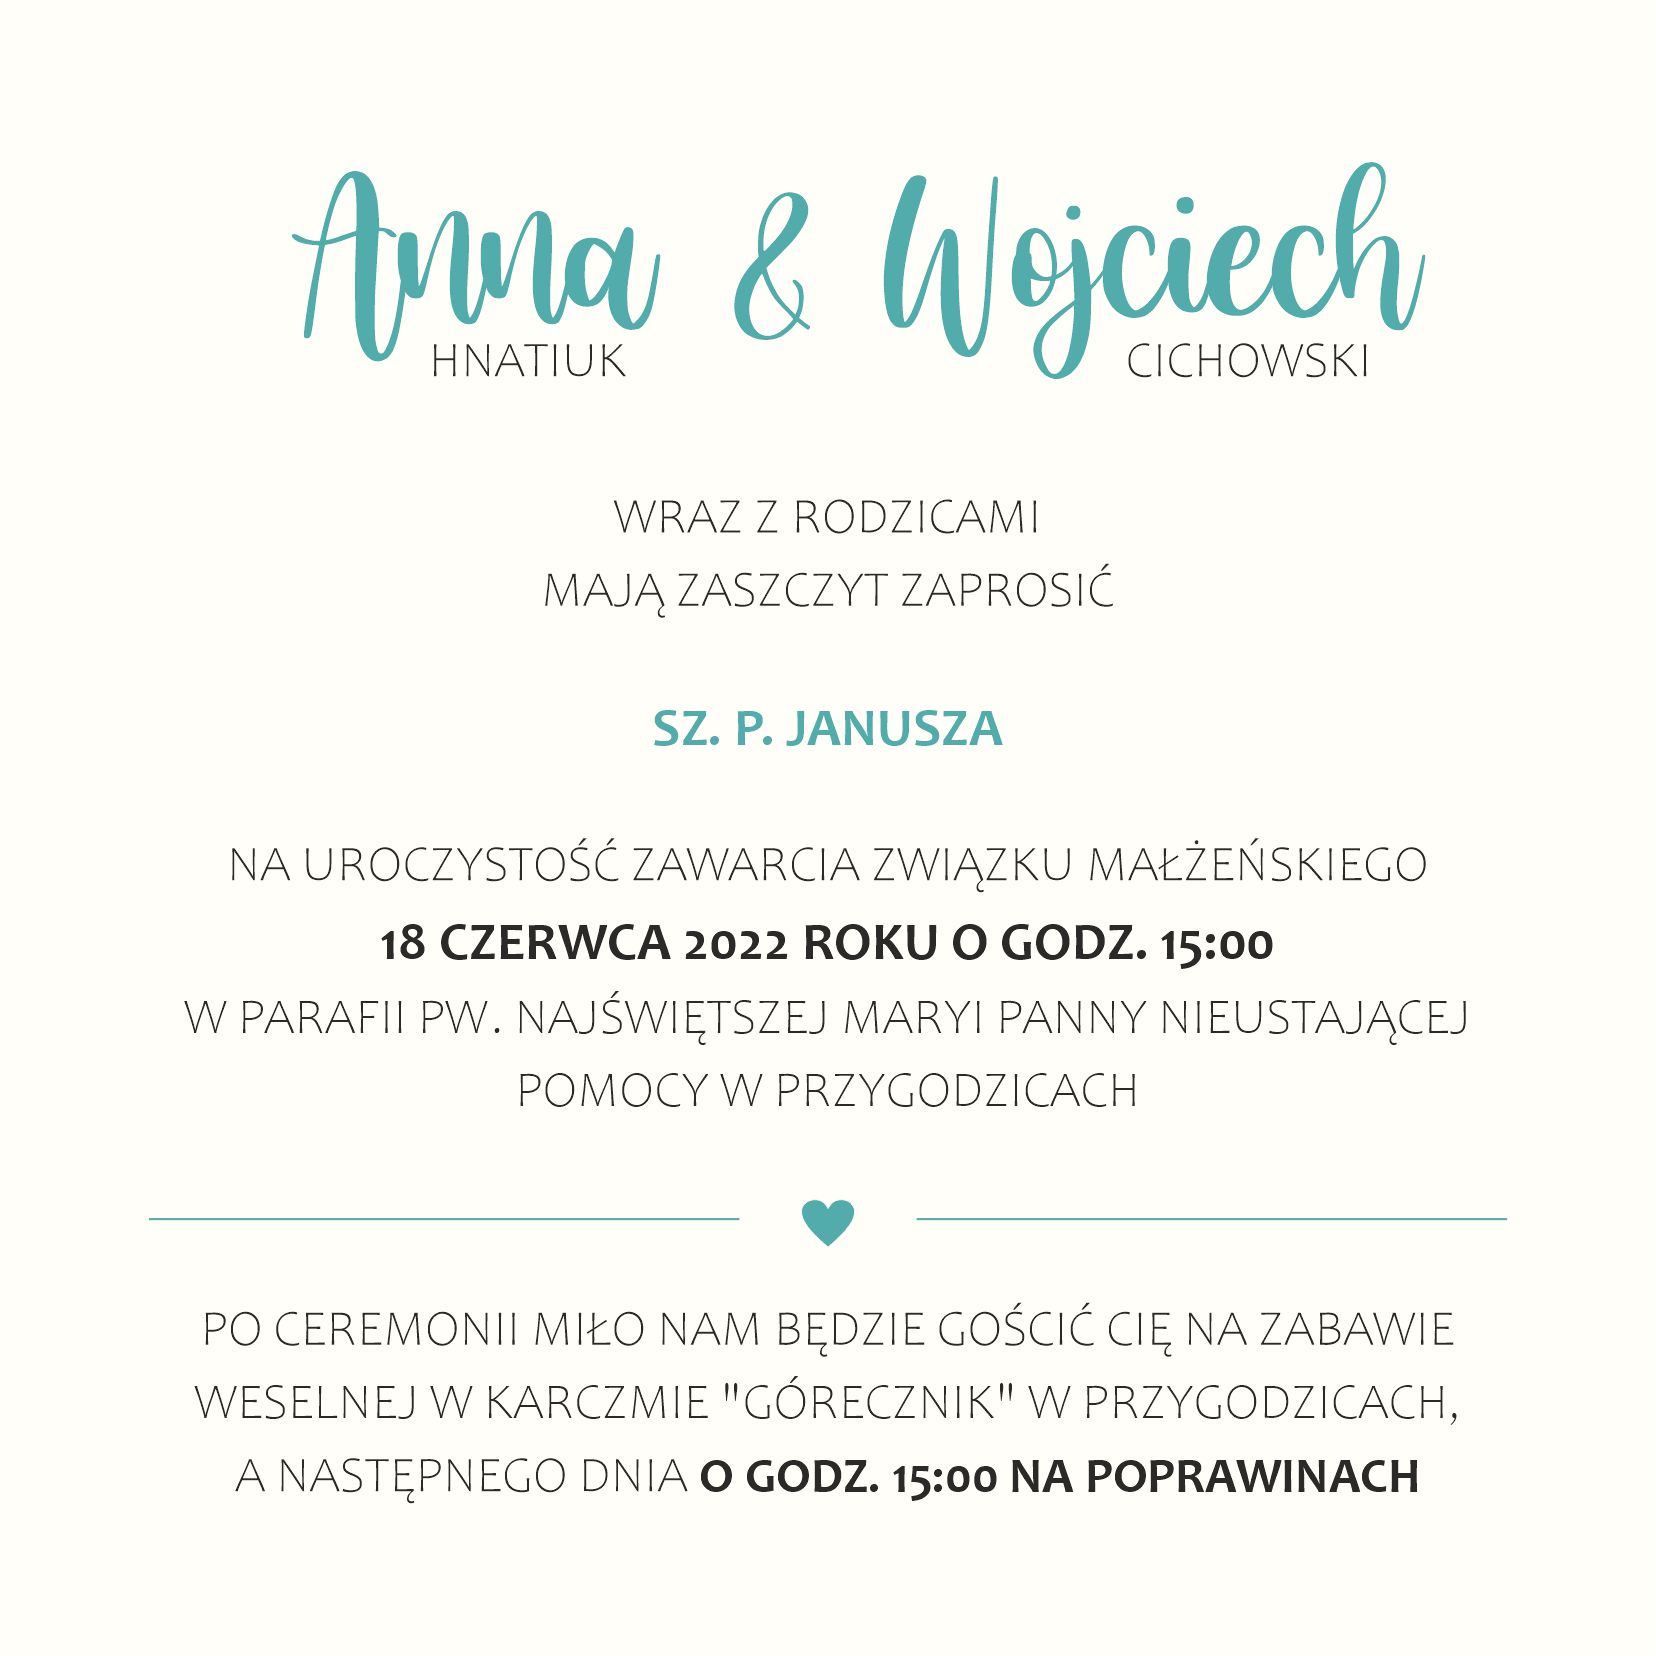 Anna & Wojciech
HNATIUK CICHOWSKI
WRAZ Z RODZICAMI
MAJĄ ZASZCZYT ZAPROSIĆ
SZ. P. JANUSZA
NA UROCZYSTOŚĆ ZAWARCIA ZWIĄZKU MAŁŻEŃSKIEGO
18 CZERWCA 2022 ROKU O GODZ. 15:00
W PARAFII PW. NAJŚWIĘTSZEJ MARYI PANNY NIEUSTAJĄCEJ
POMOCY W PRZYGODZICACH
PO CEREMONII MIŁO NAM BĘDZIE GOŚCIĆ CIĘ NA ZABAWIE
WESELNEJ W KARCZMIE "GÓRECZNIK" W PRZYGODZICACH,
A NASTĘPNEGO DNIA O GODZ. 15:00 NA POPRAWINACH